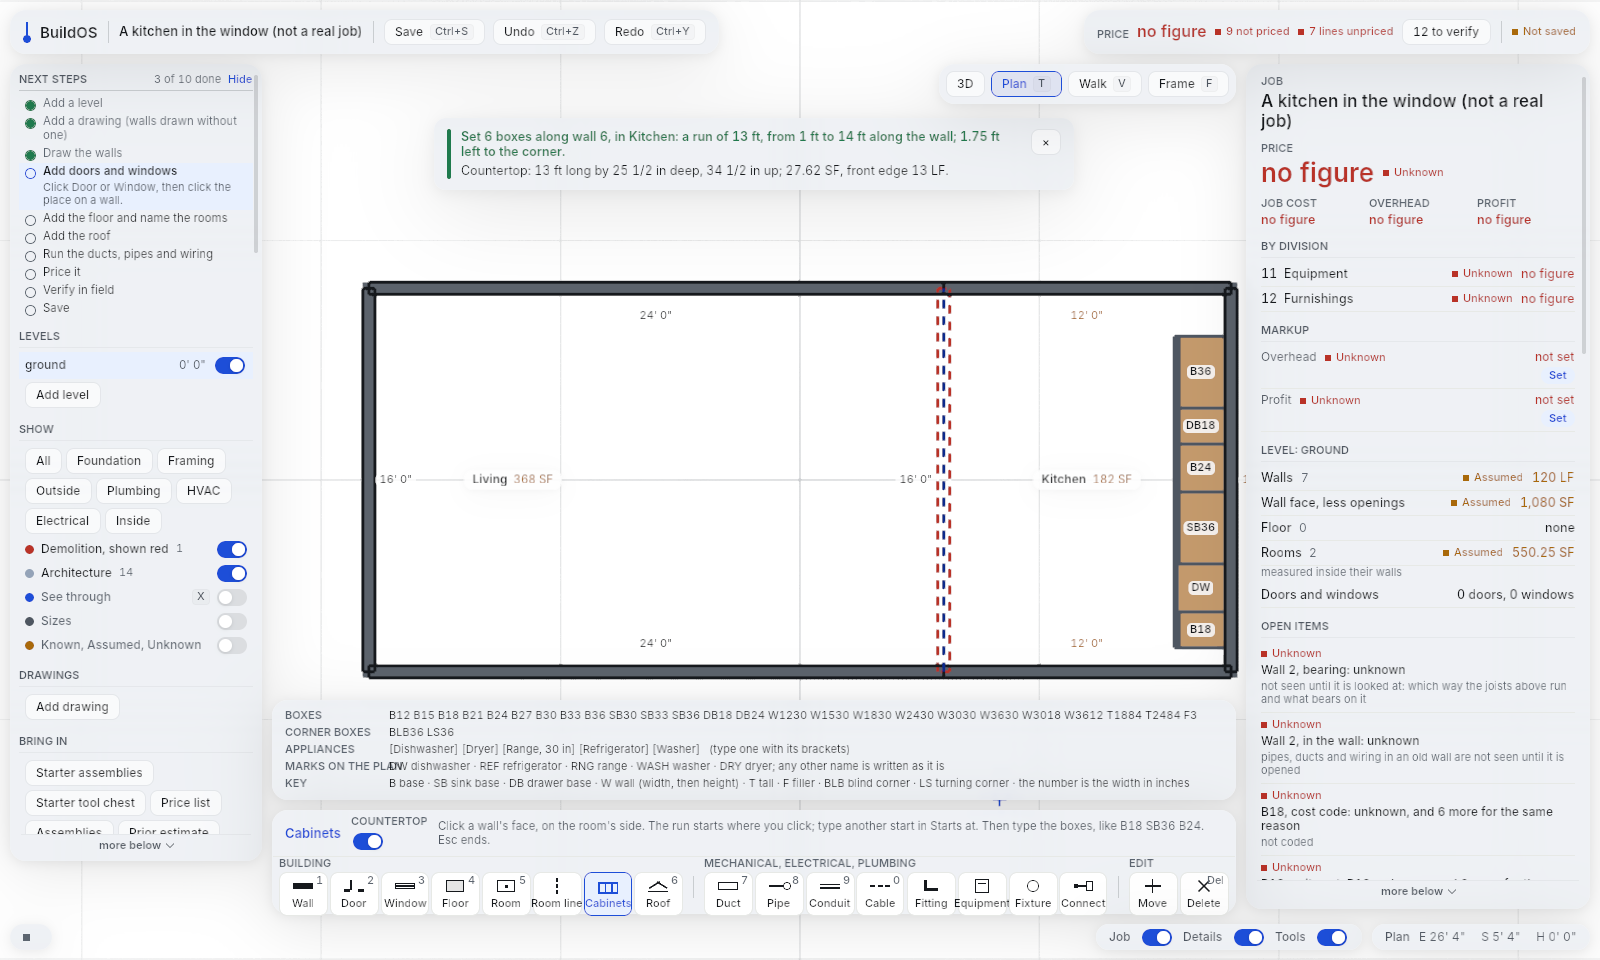 BuildOS
A kitchen in the window (not a real job)
Save Ctrl+S
Undo Ctrl+Z
Redo Ctrl+Y
PRICE no figure 9 not priced 7 lines unpriced 12 to verify Not saved
NEXT STEPS 3 of 10 done Hide
Add a level
Add a drawing (walls drawn without
one)
Draw the walls
Add doors and windows
Click Door or Window, then click the
place on a wall.
Add the floor and name the rooms
Add the roof
Run the ducts, pipes and wiring
Price it
Verify in field
Save
LEVELS
ground 0' 0"
Add level
SHOW
All Foundation Framing
Outside Plumbing HVAC
Electrical Inside
Demolition, shown red 1
Architecture 14
See through X
Sizes
Known, Assumed, Unknown
DRAWINGS
Add drawing
BRING IN
Starter assemblies
Starter tool chest Price list
Assemblies Prior estimate
more below
3D Plan T Walk V Frame F
Set 6 boxes along wall 6, in Kitchen: a run of 13 ft, from 1 ft to 14 ft along the wall; 1.75 ft
left to the corner.
Countertop: 13 ft long by 25 1/2 in deep, 34 1/2 in up; 27.62 SF, front edge 13 LF.
×
24' 0" 12' 0"
B36
DB18
B24
16' 0" Living 368 SF 16' 0" Kitchen 182 SF
SB36
DW
B18
24' 0" 12' 0"
BOXES B12 B15 B18 B21 B24 B27 B30 B33 B36 SB30 SB33 SB36 DB18 DB24 W1230 W1530 W1830 W2430 W3030 W3630 W3018 W3612 T1884 T2484 F3
CORNER BOXES BLB36 LS36
APPLIANCES [Dishwasher] [Dryer] [Range, 30 in] [Refrigerator] [Washer] (type one with its brackets)
MARKS ON THE PLAN DW dishwasher · REF refrigerator · RNG range · WASH washer · DRY dryer; any other name is written as it is
KEY B base · SB sink base · DB drawer base · W wall (width, then height) · T tall · F filler · BLB blind corner · LS turning corner · the number is the width in inches
Cabinets COUNTERTOP
Click a wall's face, on the room's side. The run starts where you click; type another start in Starts at. Then type the boxes, like B18 SB36 B24.
Esc ends.
BUILDING MECHANICAL, ELECTRICAL, PLUMBING EDIT
1 2 3 4 5 6 7 8 9 0 Del
Wall Door Window Floor Room Room line Cabinets Roof Duct Pipe Conduit Cable Fitting Equipment Fixture Connect Move Delete
JOB
A kitchen in the window (not a real
job)
PRICE
no figure Unknown
JOB COST OVERHEAD PROFIT
no figure no figure no figure
BY DIVISION
11 Equipment Unknown no figure
12 Furnishings Unknown no figure
MARKUP
Overhead Unknown not set
Set
Profit Unknown not set
Set
LEVEL: GROUND
Walls 7 Assumed 120 LF
Wall face, less openings Assumed 1,080 SF
Floor 0 none
Rooms 2 Assumed 550.25 SF
measured inside their walls
Doors and windows 0 doors, 0 windows
OPEN ITEMS
Unknown
Wall 2, bearing: unknown
not seen until it is looked at: which way the joists above run
and what bears on it
Unknown
Wall 2, in the wall: unknown
pipes, ducts and wiring in an old wall are not seen until it is
opened
Unknown
B18, cost code: unknown, and 6 more for the same
reason
not coded
Unknown
more below
Job Details Tools
Plan E 26' 4" S 5' 4" H 0' 0"